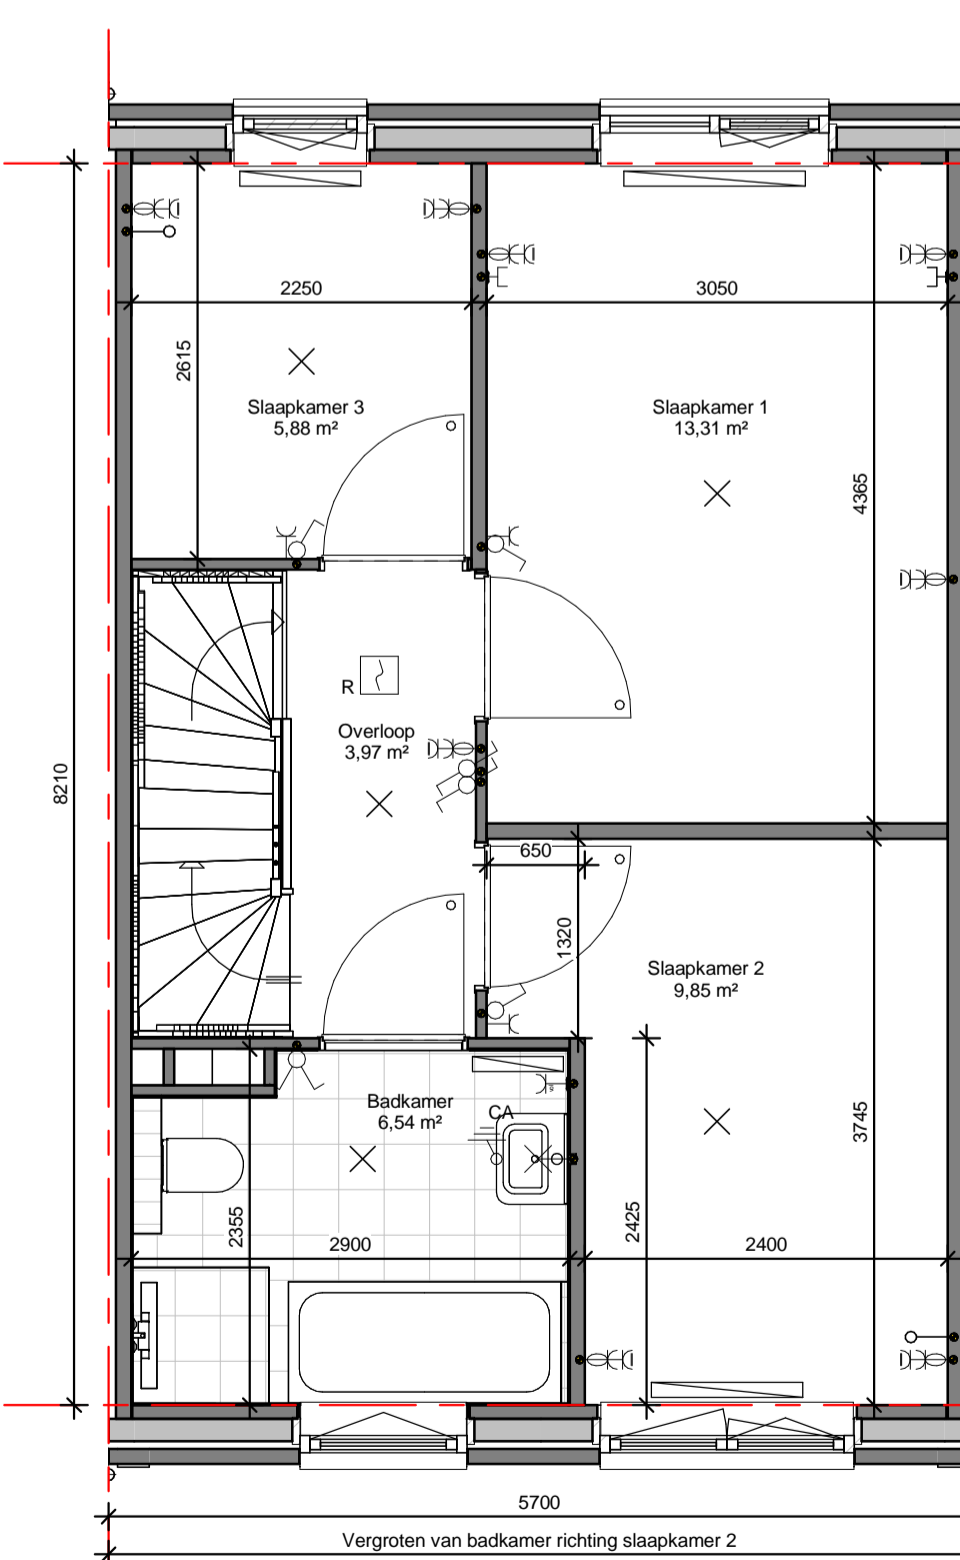 2250
3050
2615
Slaapkamer 3
5,88 m²
Slaapkamer 1
13,31 m²
4365
R
Overloop
3,97 m²
8210
650
1320
Slaapkamer 2
9,85 m²
Badkamer
6,54 m²
CA
3745
2355
2900
2425
2400
5700
Vergroten van badkamer richting slaapkamer 2